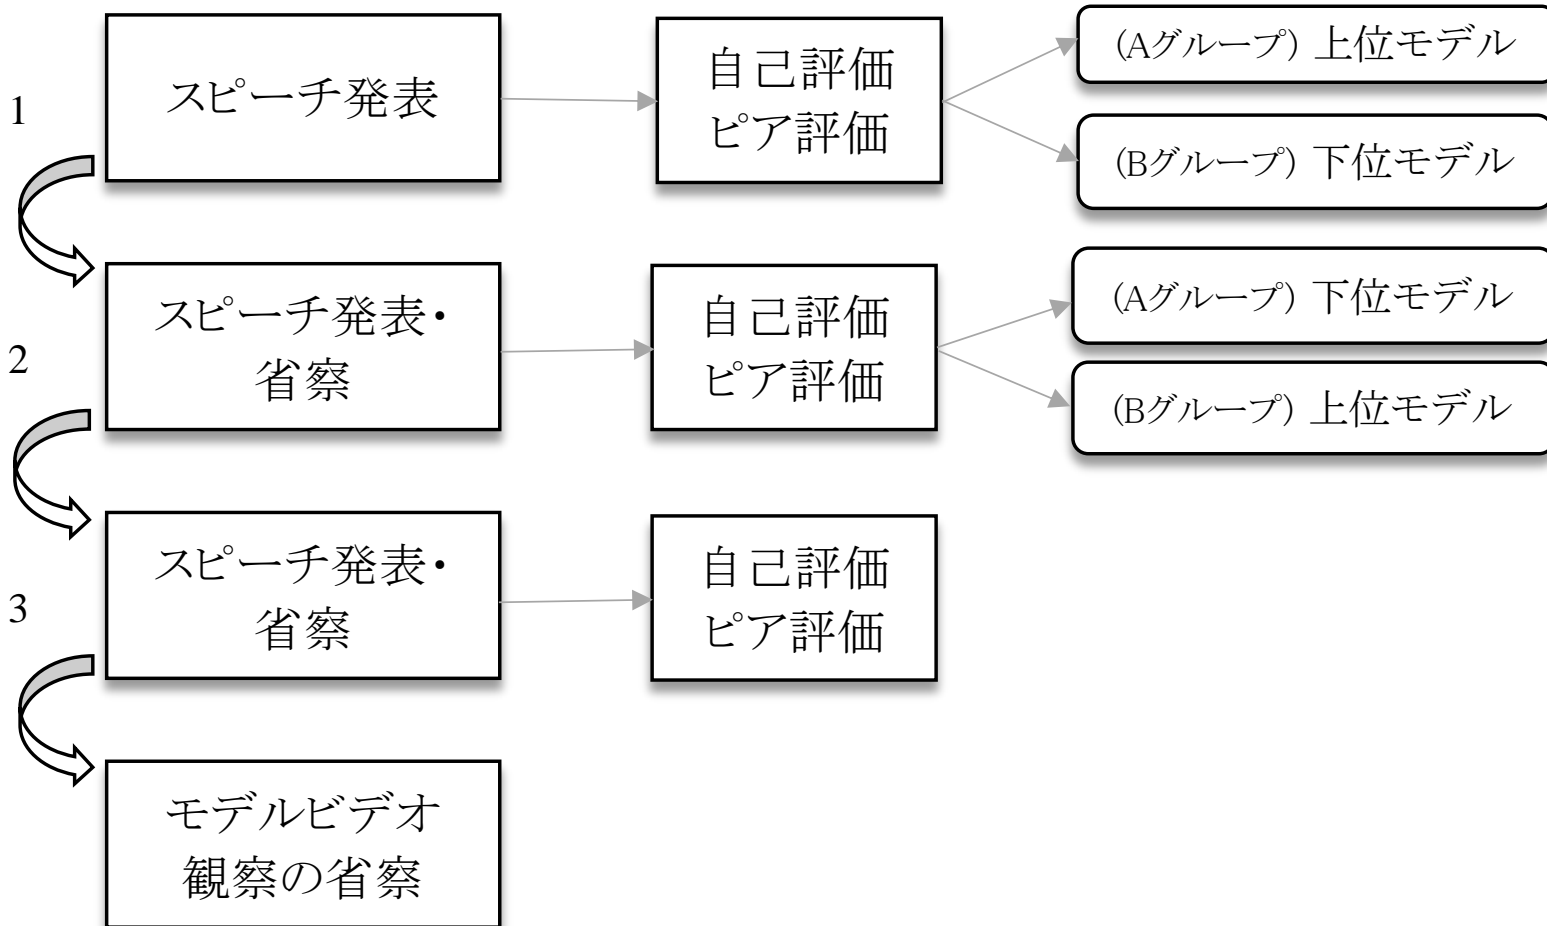 1
スピーチ発表
自己評価
ピア評価
(Aグループ) 上位モデル
(Bグループ) 下位モデル
2
スピーチ発表・
省察
自己評価
ピア評価
(Aグループ) 下位モデル
(Bグループ) 上位モデル
3
スピーチ発表・
省察
自己評価
ピア評価
モデルビデオ
観察の省察